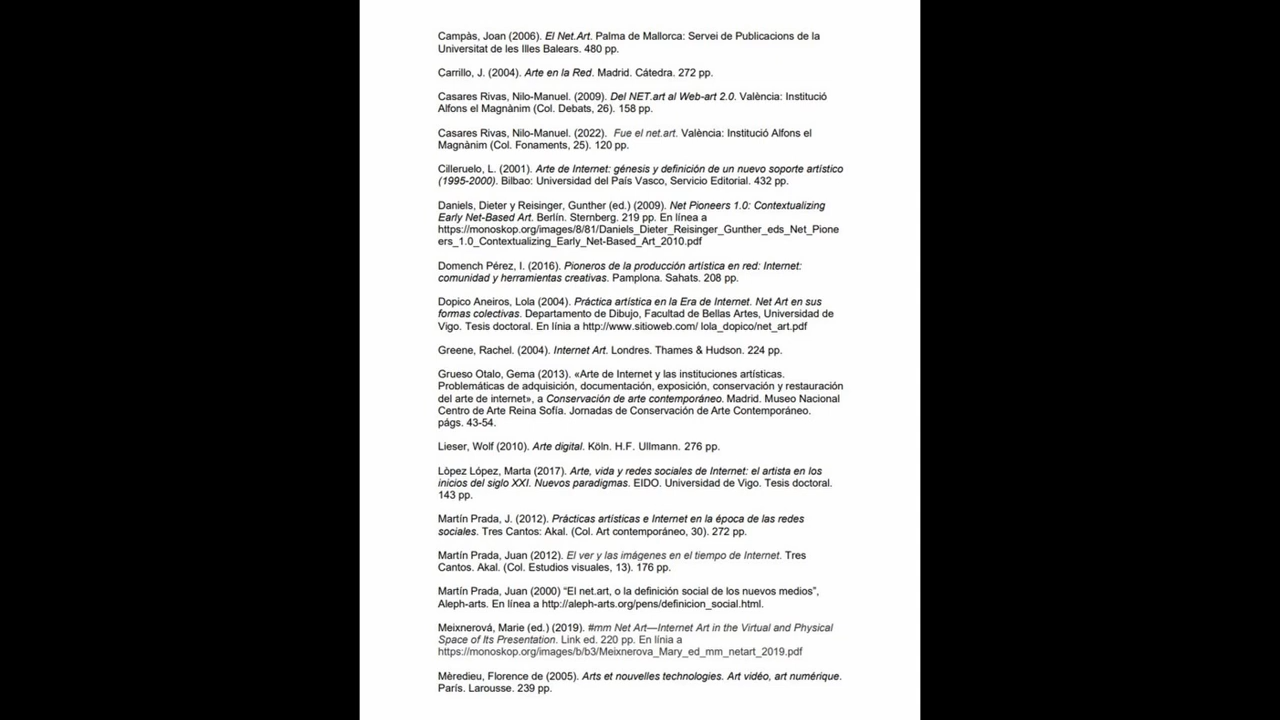 Campàs, Joan (2006). El Net.Art. Palma de Mallorca: Servei de Publicacions de la
Universitat de les Illes Balears. 480 pp.
Carrillo, J. (2004). Arte en la Red. Madrid. Cátedra. 272 pp.
Casares Rivas, Nilo-Manuel. (2009). Del NET.art al Web-art 2.0. València: Institució
Alfons el Magnànim (Col. Debats, 26). 158 pp.
Casares Rivas, Nilo-Manuel. (2022). Fue el net.art. València: Institució Alfons el
Magnànim (Col. Fonaments, 25). 120 pp.
Cilleruelo, L. (2001). Arte de Internet: génesis y definición de un nuevo soporte artístico
(1995-2000). Bilbao: Universidad del País Vasco, Servicio Editorial. 432 pp.
Daniels, Dieter y Reisinger, Gunther (ed.) (2009). Net Pioneers 1.0: Contextualizing
Early Net-Based Art. Berlín. Sternberg. 219 pp. En línea a
https://monoskop.org/images/8/81/Daniels_Dieter_Reisinger_Gunther_eds_Net_Pione
ers_1.0_Contextualizing_Early_Net-Based_Art_2010.pdf
Domench Pérez, I. (2016). Pioneros de la producción artística en red: Internet:
comunidad y herramientas creativas. Pamplona. Sahats. 208 pp.
Dopico Aneiros, Lola (2004). Práctica artística en la Era de Internet. Net Art en sus
formas colectivas. Departamento de Dibujo, Facultad de Bellas Artes, Universidad de
Vigo. Tesis doctoral. En línia a http://www.sitioweb.com/ lola_dopico/net_art.pdf
Greene, Rachel. (2004). Internet Art. Londres. Thames & Hudson. 224 pp.
Grueso Otalo, Gema (2013). «Arte de Internet y las instituciones artísticas.
Problemáticas de adquisición, documentación, exposición, conservación y restauración
del arte de internet», a Conservación de arte contemporáneo. Madrid. Museo Nacional
Centro de Arte Reina Sofía. Jornadas de Conservación de Arte Contemporáneo.
págs. 43-54.
Lieser, Wolf (2010). Arte digital. Köln. H.F. Ullmann. 276 pp.
Lòpez López, Marta (2017). Arte, vida y redes sociales de Internet: el artista en los
inicios del siglo XXI. Nuevos paradigmas. EIDO. Universidad de Vigo. Tesis doctoral.
143 pp.
Martín Prada, J. (2012). Prácticas artísticas e Internet en la época de las redes
sociales. Tres Cantos: Akal. (Col. Art contemporáneo, 30). 272 pp.
Martín Prada, Juan (2012). El ver y las imágenes en el tiempo de Internet. Tres
Cantos. Akal. (Col. Estudios visuales, 13). 176 pp.
Martín Prada, Juan (2000) “El net.art, o la definición social de los nuevos medios”,
Aleph-arts. En línea a http://aleph-arts.org/pens/definicion_social.html.
Meixnerová, Marie (ed.) (2019). #mm Net Art—Internet Art in the Virtual and Physical
Space of Its Presentation. Link ed. 220 pp. En línia a
https://monoskop.org/images/b/b3/Meixnerova_Mary_ed_mm_netart_2019.pdf
Mèredieu, Florence de (2005). Arts et nouvelles technologies. Art vidéo, art numérique.
París. Larousse. 239 pp.